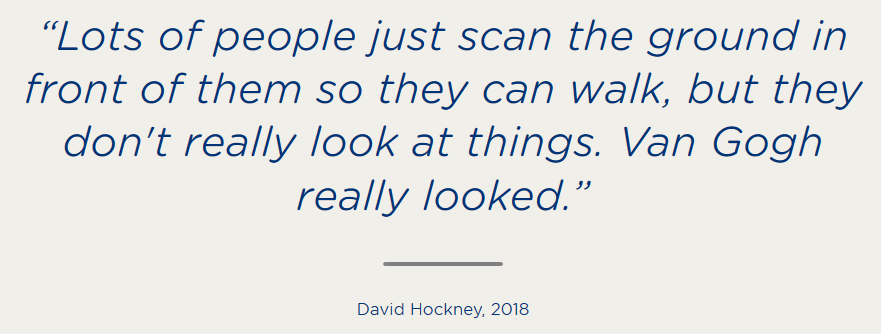 “Lots of people just scan the ground in
front of them so they can walk, but they
don't really look at things. Van Gogh
really looked.”
David Hockney, 2018